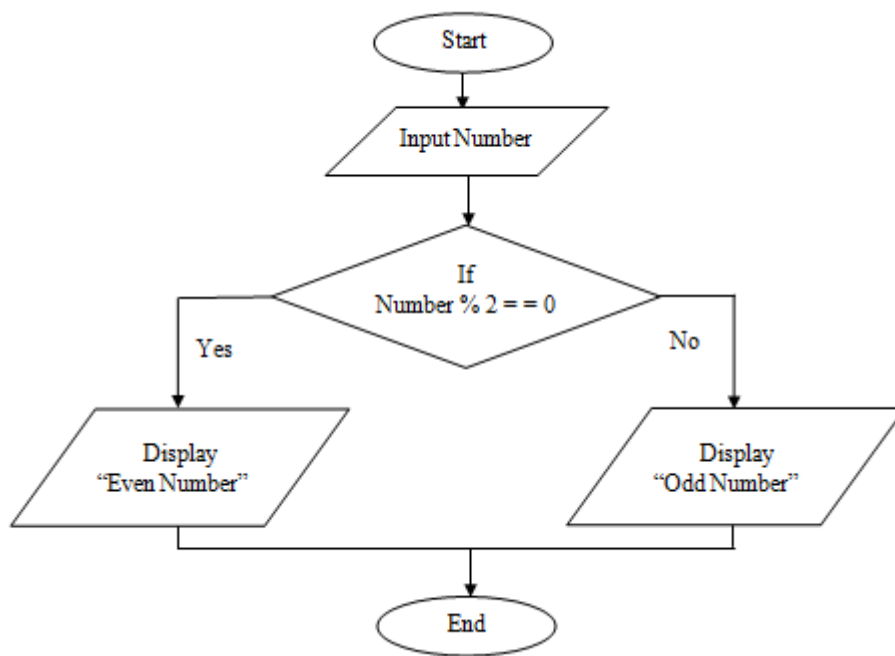 Start
Input Number
If
Number % 2 = = 0
Yes
No
Display
“Even Number”
Display
“Odd Number”
End